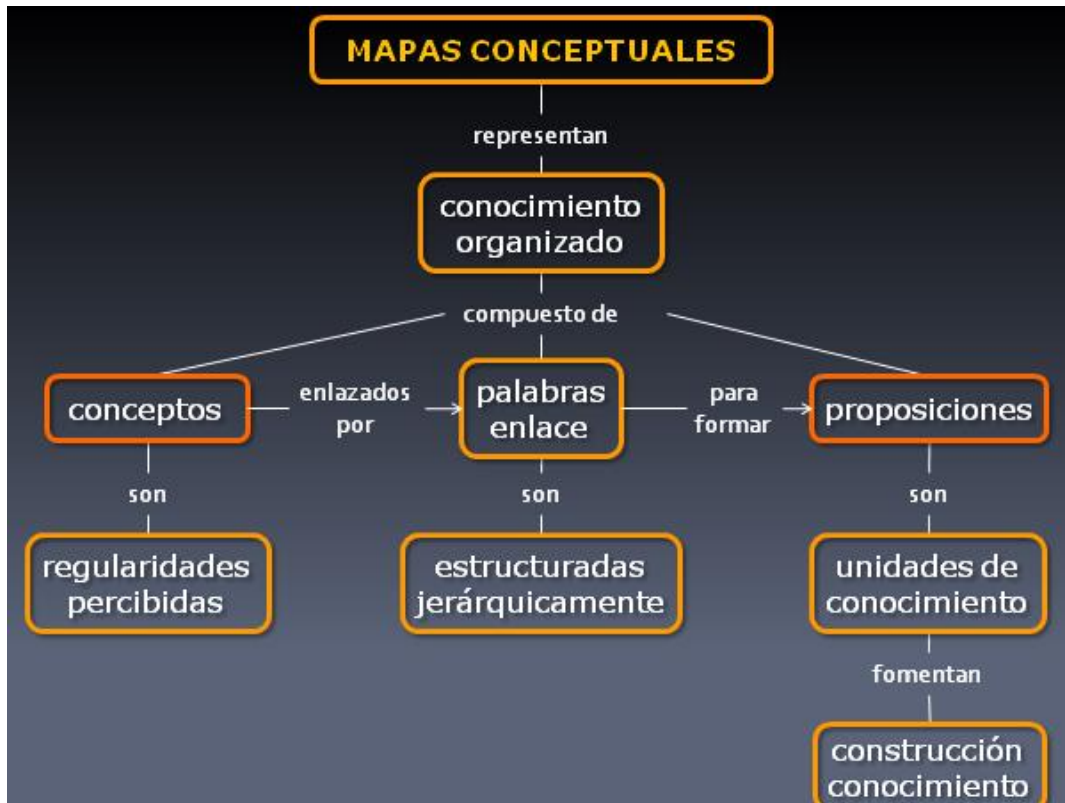 MAPAS CONCEPTUALES
representan
conocimiento
organizado
compuesto de
conceptos
enlazados
por
palabras
enlace
para
formar
proposiciones
son
son
son
regularidades
percibidas
estructuradas
jerárquicamente
unidades de
conocimiento
fomentan
construcción
conocimiento